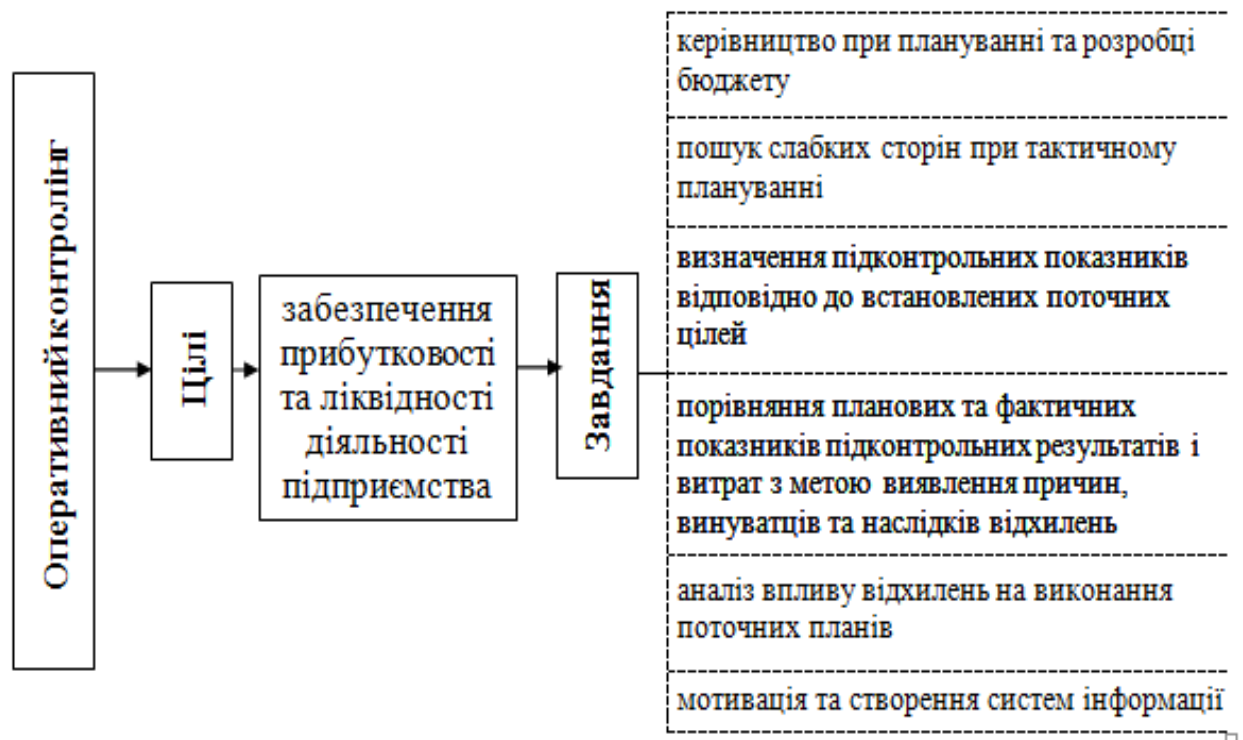 Оперативний контролінг
Цілі
забезпечення
прибутковості
та ліквідності
діяльності
підприємства
Завдання
керівництво при плануванні та розробці
бюджету
пошук слабких сторін при тактичному
плануванні
визначення підконтрольних показників
відповідно до встановлених поточних
цілей
порівняння планових та фактичних
показників підконтрольних результатів і
витрат з метою виявлення причин,
винуватців та наслідків відхилень
аналіз впливу відхилень на виконання
поточних планів
мотивація та створення систем інформації